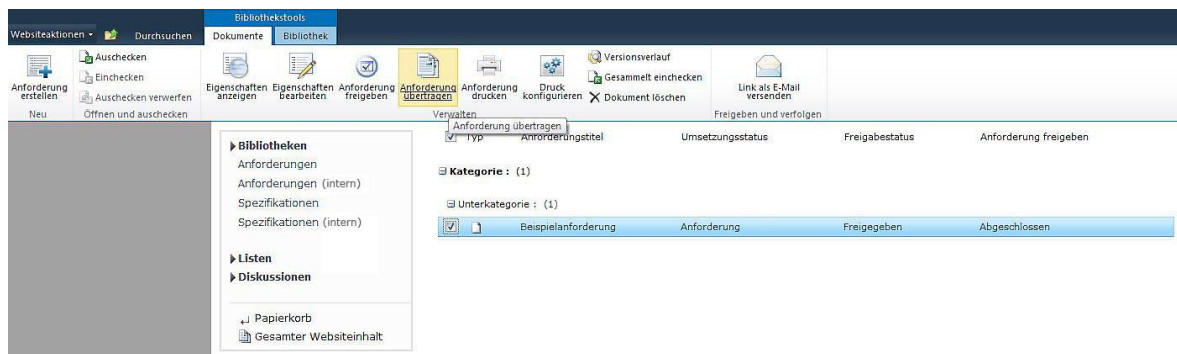 Bibliothekstools
Websiteaktionen Durchsuchen Dokumente Bibliothek
Anforderung erstellen
Neu
Auschecken
Einchecken
Auschecken verwerfen
Öffnen und auschecken
Eigenschaften anzeigen
Eigenschaften bearbeiten
Anforderung freigeben
Anforderung übertragen
Anforderung drucken
Druck konfigurieren
Versionsverlauf
Gesammelt einchecken
Dokument löschen
Verwalten
Link als E-Mail versenden
Freigeben und verfolgen
Anforderung übertragen
Bibliotheken
Anforderungen
Anforderungen (intern)
Spezifikationen
Spezifikationen (intern)
Listen
Diskussionen
Papierkorb
Gesamter Websiteinhalt
Typ Anforderungstitel Umsetzungsstatus Freigabestatus Anforderung freigeben
Kategorie : (1)
Unterkategorie : (1)
Beispielanforderung Anforderung Freigegeben Abgeschlossen